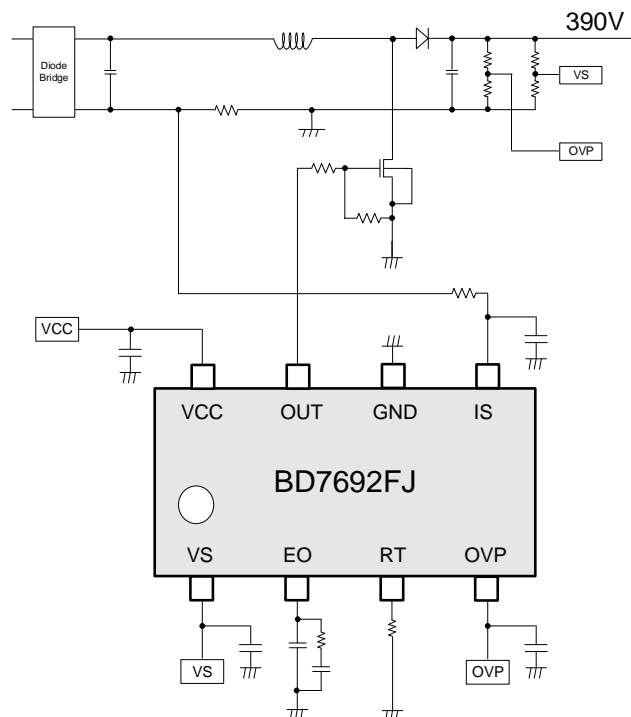 390V
Diode
Bridge
VS
OVP
VCC
VCC OUT GND IS
BD7692FJ
VS EO RT OVP
VS OVP